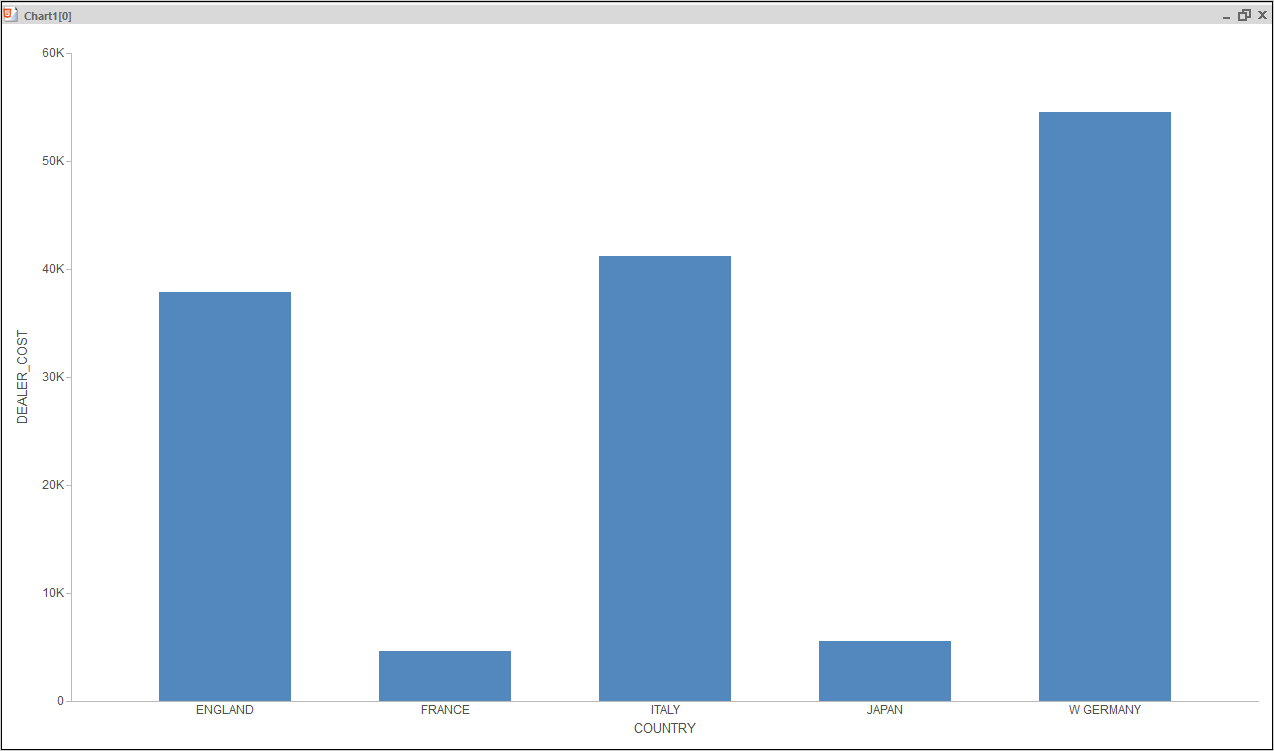 Chart1[0]
60K
50K
40K
30K
20K
10K
0
DEALER_COST
ENGLAND FRANCE ITALY JAPAN W GERMANY
COUNTRY